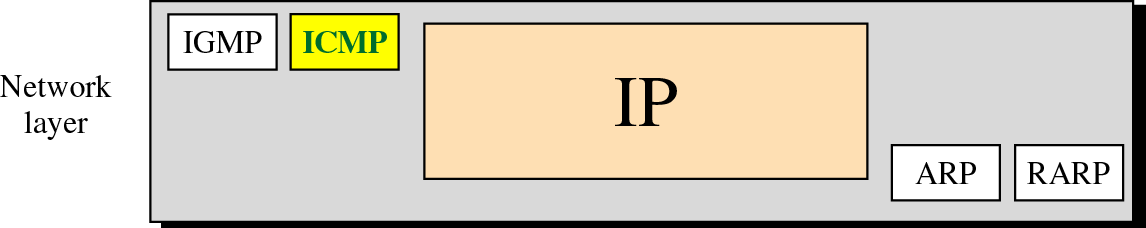 Network
layer
IGMP
ICMP
IP
ARP
RARP